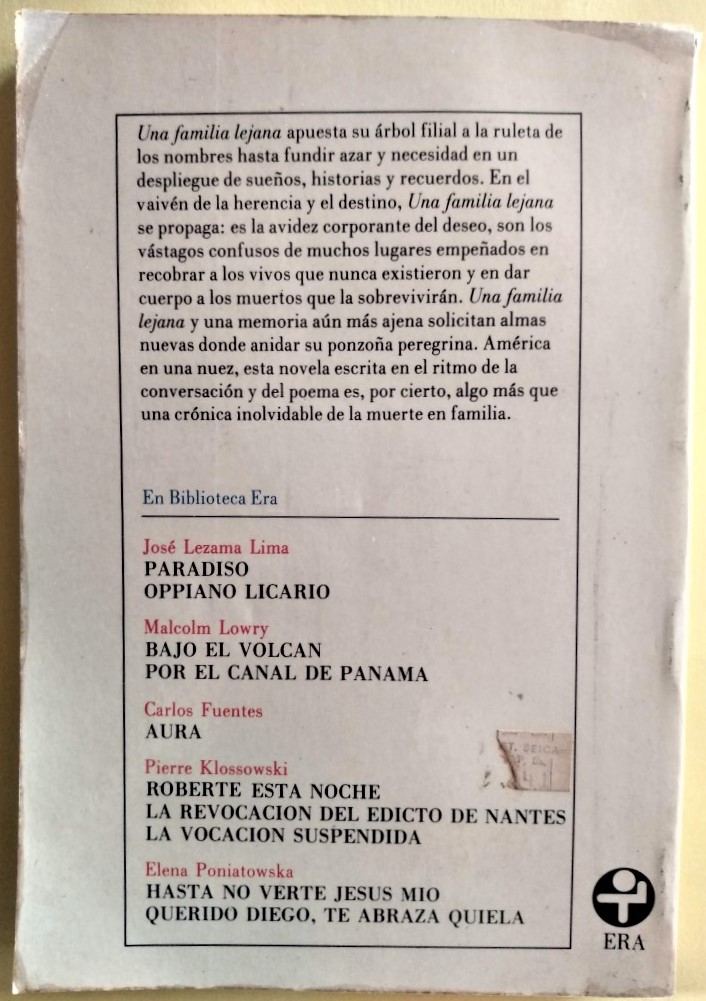 Una familia lejana apuesta su árbol filial a la ruleta de
los nombres hasta fundir azar y necesidad en un
despliegue de sueños, historias y recuerdos. En el
vaivén de la herencia y el destino, Una familia lejana
se propaga: es la avidez corporante del deseo, son los
vástagos confusos de muchos lugares empeñados en
recobrar a los vivos que nunca existieron y en dar
cuerpo a los muertos que la sobrevivirán. Una familia
lejana y una memoria aún más ajena solicitan almas
nuevas donde anidar su ponzoña peregrina. América
en una nuez, esta novela escrita en el ritmo de la
conversación y del poema es, por cierto, algo más que
una crónica inolvidable de la muerte en familia.
En Biblioteca Era
José Lezama Lima
PARADISO
OPPIANO LICARIO
Malcolm Lowry
BAJO EL VOLCAN
POR EL CANAL DE PANAMA
Carlos Fuentes
AURA
Pierre Klossowski
ROBERTE ESTA NOCHE
LA REVOCACION DEL EDICTO DE NANTES
LA VOCACION SUSPENDIDA
Elena Poniatowska
HASTA NO VERTE JESUS MIO
QUERIDO DIEGO, TE ABRAZA QUIELA
ERA